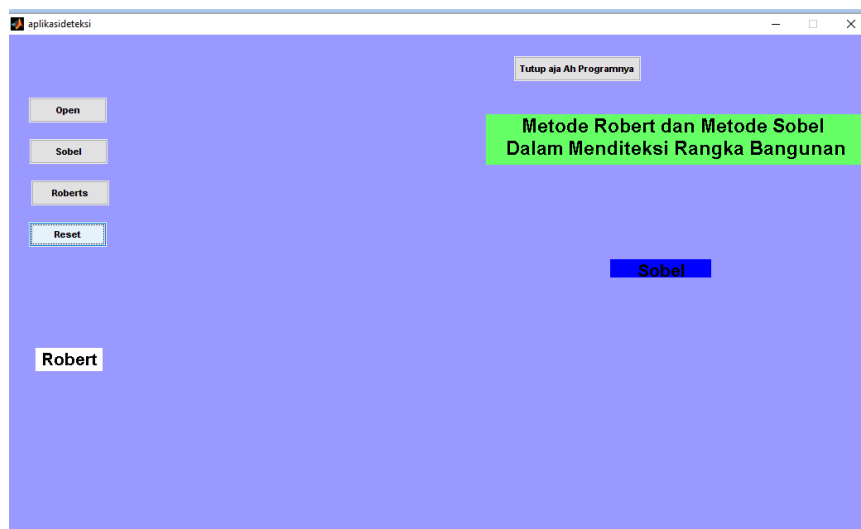 aplikasideteksi
Tutup aja Ah Programnya
Open
Metode Robert dan Metode Sobel
Dalam Menditeksi Rangka Bangunan
Sobel
Roberts
Reset
Sobel
Robert